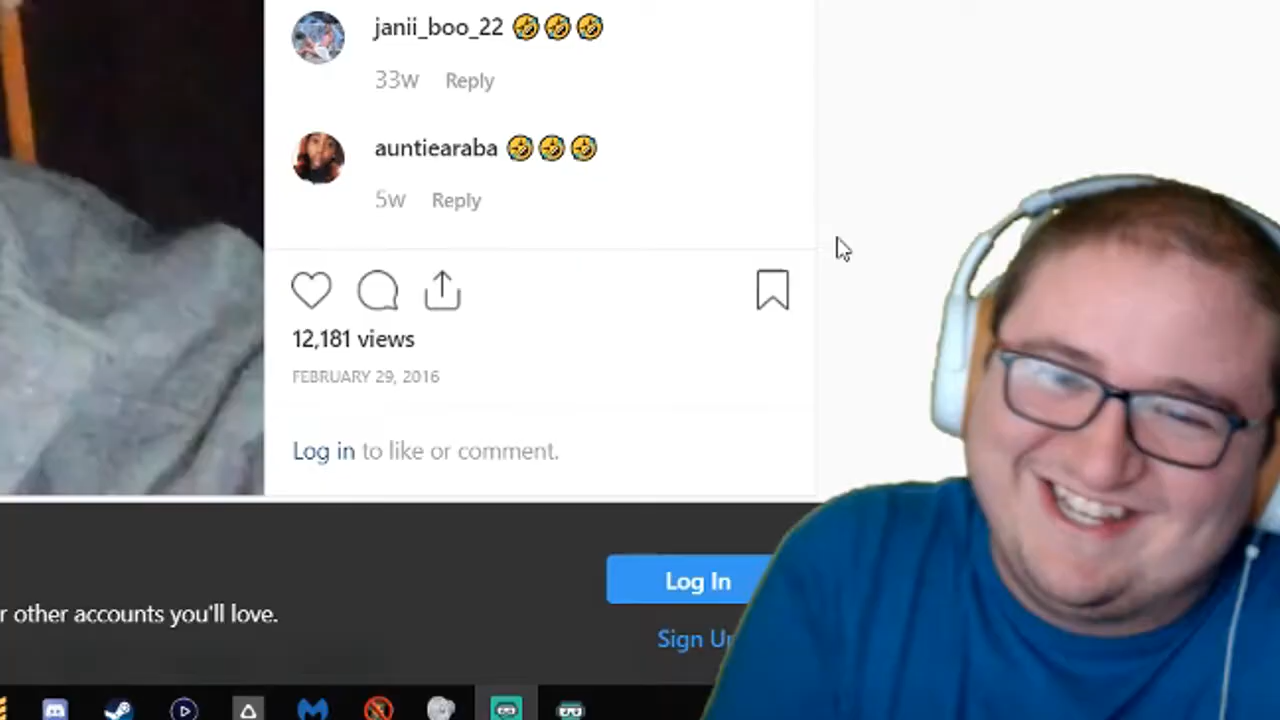 janii_boo_22 🤣🤣🤣
33w Reply
auntiearaba 🤣🤣🤣
5w Reply
12,181 views
FEBRUARY 29, 2016
Log in to like or comment.
Log In
r other accounts you'll love.
Sign Up